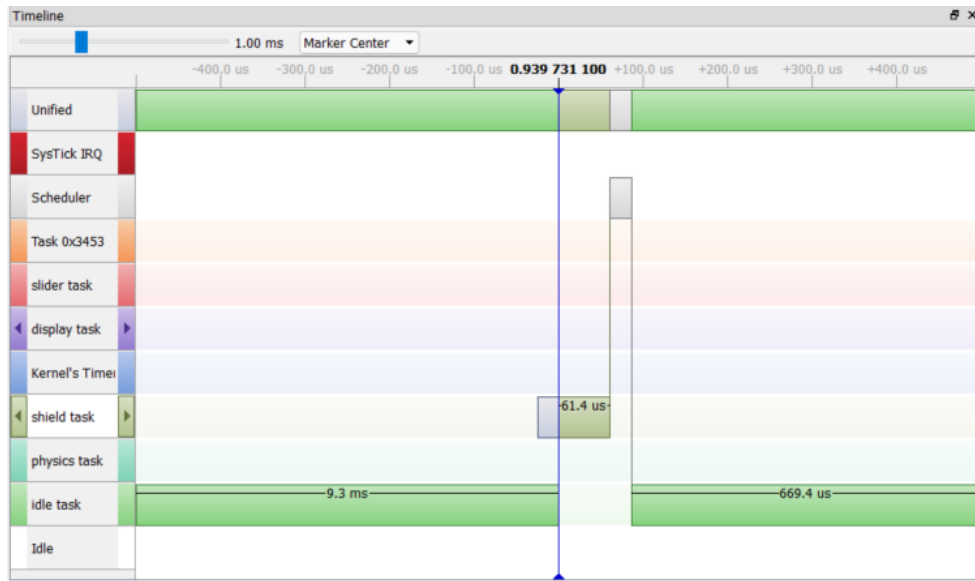 Timeline
1.00 ms Marker Center
-400.0 us -300.0 us -200.0 us -100.0 us 0.939 731 100 +100.0 us +200.0 us +300.0 us +400.0 us
Unified
SysTick IRQ
Scheduler
Task 0x3453
slider task
display task
Kernel's Timer
shield task 61.4 us
physics task
idle task 9.3 ms 669.4 us
Idle